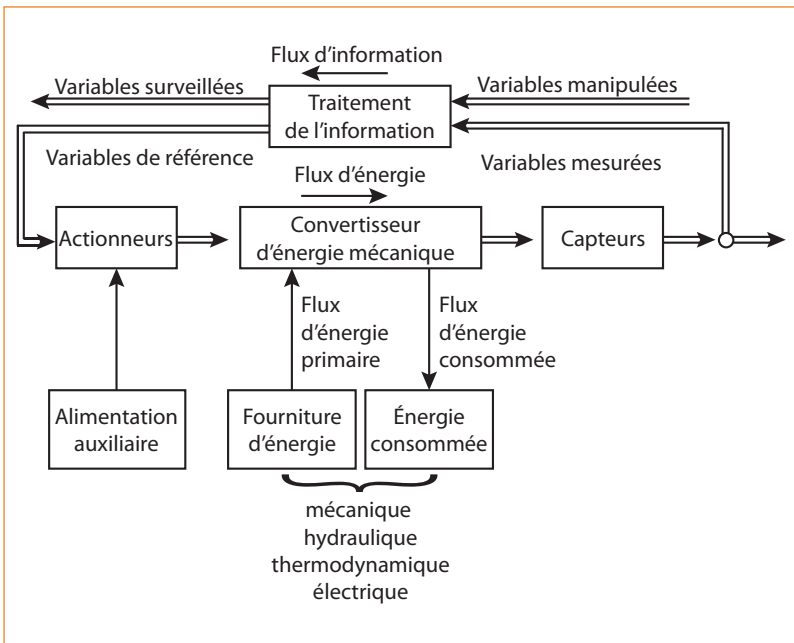 Flux d'information
Variables surveillées
Variables manipulées
Traitement
de l'information
Variables de référence
Variables mesurées
Flux d'énergie
Actionneurs
Convertisseur
d'énergie mécanique
Capteurs
Flux
d'énergie
primaire
Flux
d'énergie
consommée
Alimentation
auxiliaire
Fourniture
d'énergie
Énergie
consommée
mécanique
hydraulique
thermodynamique
électrique